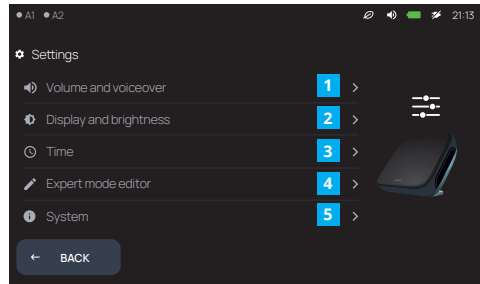 A1 A2 21:13
Settings
Volume and voiceover 1
Display and brightness 2
Time 3
Expert mode editor 4
System 5
BACK